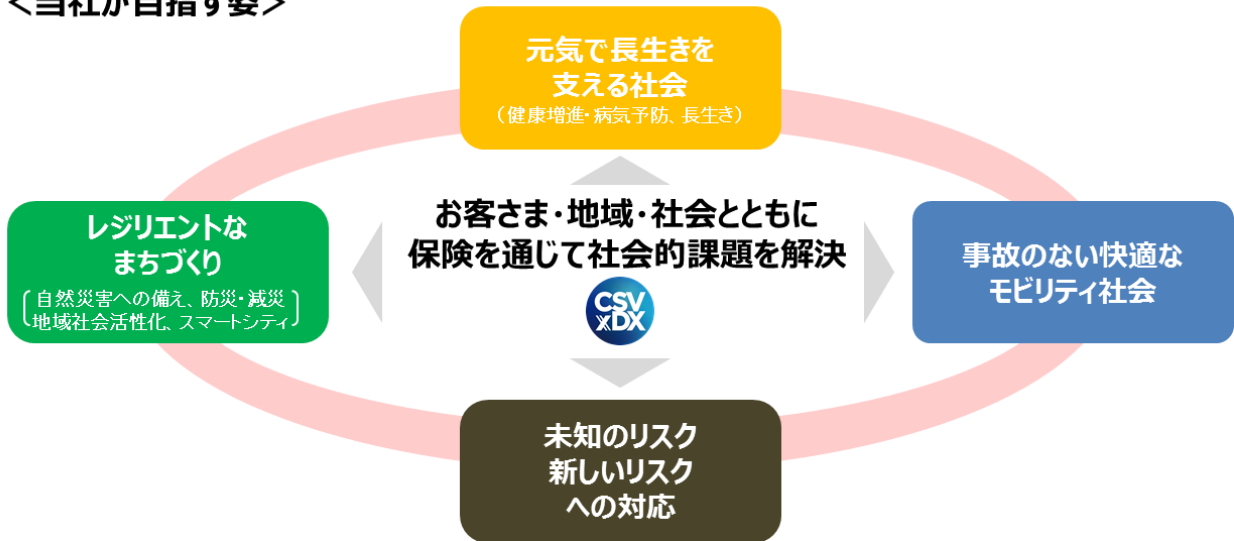 <当社が目指す姿>
元気で長生きを
支える社会
（健康増進・病気予防、長生き）
お客さま・地域・社会とともに
保険を通じて社会的課題を解決
CSV
xDX
レジリエントな
まちづくり
自然災害への備え、防災・減災
地域社会活性化、スマートシティ
事故のない快適な
モビリティ社会
未知のリスク
新しいリスク
への対応